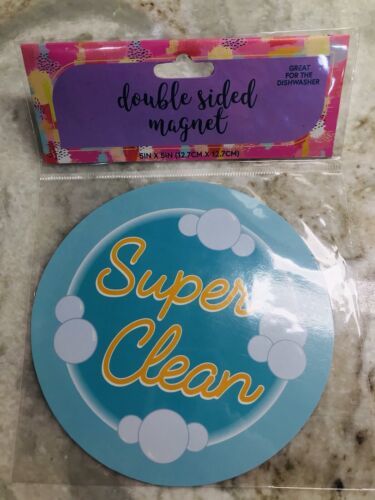 double sided
magnet
5IN X 5IN (12.7CM X 12.7CM)
GREAT
FOR THE
DISHWASHER
Super
Clean